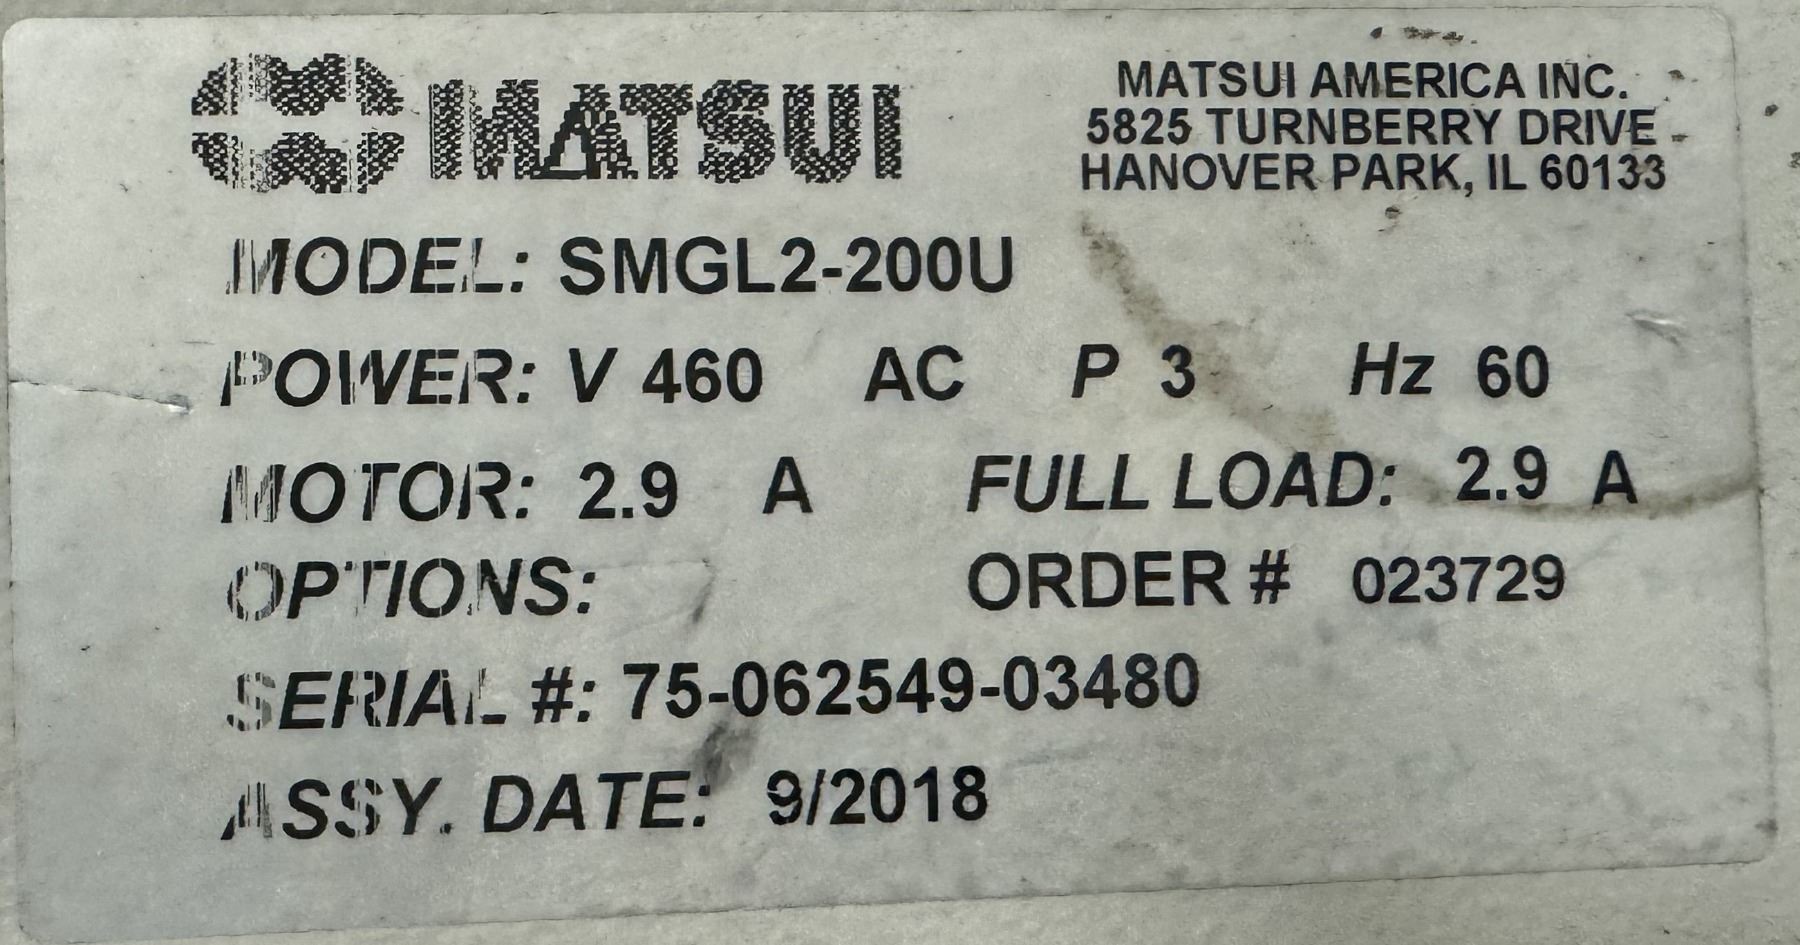 MATSUI
MATSUI AMERICA INC.
5825 TURNBERRY DRIVE
HANOVER PARK, IL 60133
MODEL: SMGL2-200U
POWER: V 460 AC P 3 Hz 60
MOTOR: 2.9 A FULL LOAD: 2.9 A
OPTIONS: ORDER # 023729
SERIAL #: 75-062549-03480
ASSY. DATE: 9/2018